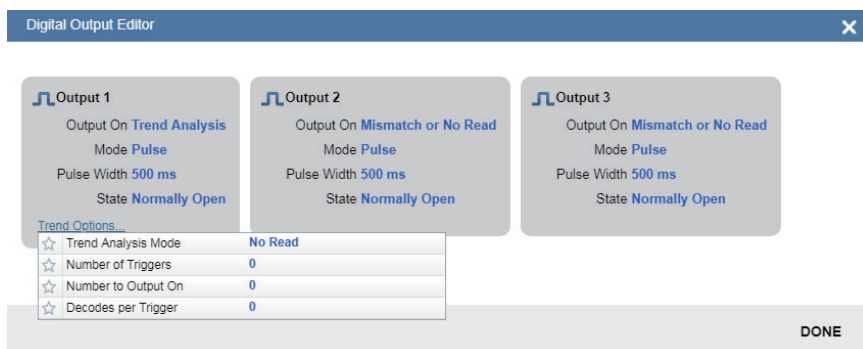 Digital Output Editor
Output 1
Output On Trend Analysis
Mode Pulse
Pulse Width 500 ms
State Normally Open
Trend Options...
Trend Analysis Mode No Read
Number of Triggers 0
Number to Output On 0
Decodes per Trigger 0
Output 2
Output On Mismatch or No Read
Mode Pulse
Pulse Width 500 ms
State Normally Open
Output 3
Output On Mismatch or No Read
Mode Pulse
Pulse Width 500 ms
State Normally Open
DONE